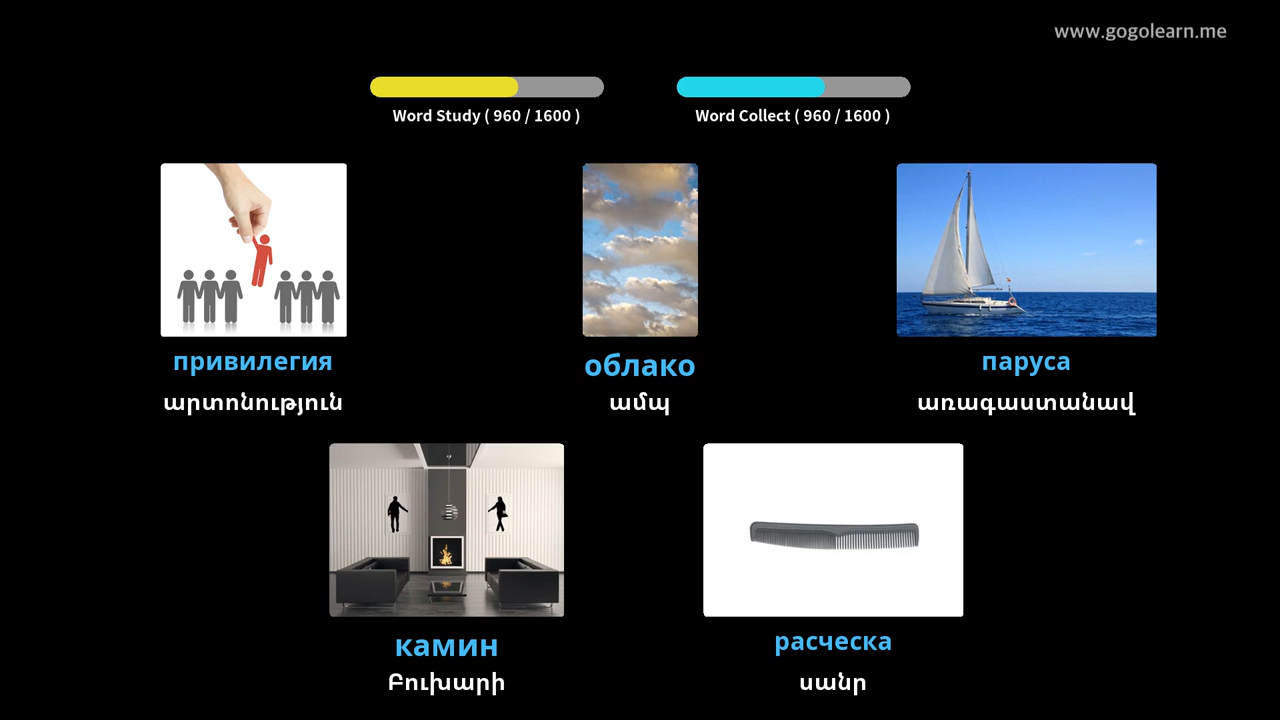 www.gogolearn.me
Word Study ( 960 / 1600 )
Word Collect ( 960 / 1600 )
привилегия
արտոնություն
облако
ամպ
паруса
առագաստանավ
камин
Բուխարի
расческа
սանր